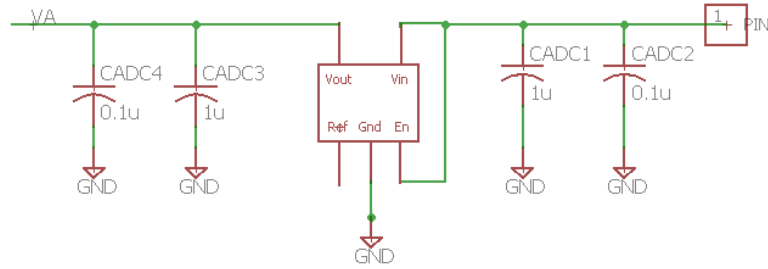 VA
1
PIN
CADC4
0.1u
CADC3
1u
Vout
Vin
Ref
Gnd
En
CADC1
1u
CADC2
0.1u
GND
GND
GND
GND
GND